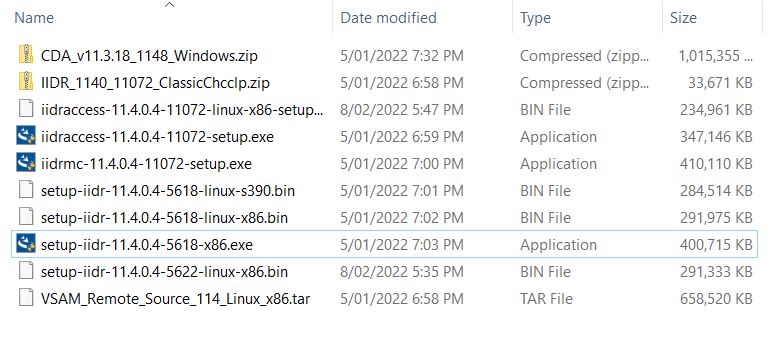 Name Date modified Type Size
CDA_v11.3.18_1148_Windows.zip 5/01/2022 7:32 PM Compressed (zipp... 1,015,355 ...
IIDR_1140_11072_ClassicChcclp.zip 5/01/2022 6:58 PM Compressed (zipp... 33,671 KB
iidraccess-11.4.0.4-11072-linux-x86-setup... 8/02/2022 5:47 PM BIN File 234,961 KB
iidraccess-11.4.0.4-11072-setup.exe 5/01/2022 6:59 PM Application 347,146 KB
iidrmc-11.4.0.4-11072-setup.exe 5/01/2022 7:00 PM Application 410,110 KB
setup-iidr-11.4.0.4-5618-linux-s390.bin 5/01/2022 7:01 PM BIN File 284,514 KB
setup-iidr-11.4.0.4-5618-linux-x86.bin 5/01/2022 7:02 PM BIN File 291,975 KB
setup-iidr-11.4.0.4-5618-x86.exe 5/01/2022 7:03 PM Application 400,715 KB
setup-iidr-11.4.0.4-5622-linux-x86.bin 8/02/2022 5:35 PM BIN File 291,333 KB
VSAM_Remote_Source_114_Linux_x86.tar 5/01/2022 6:58 PM TAR File 658,520 KB